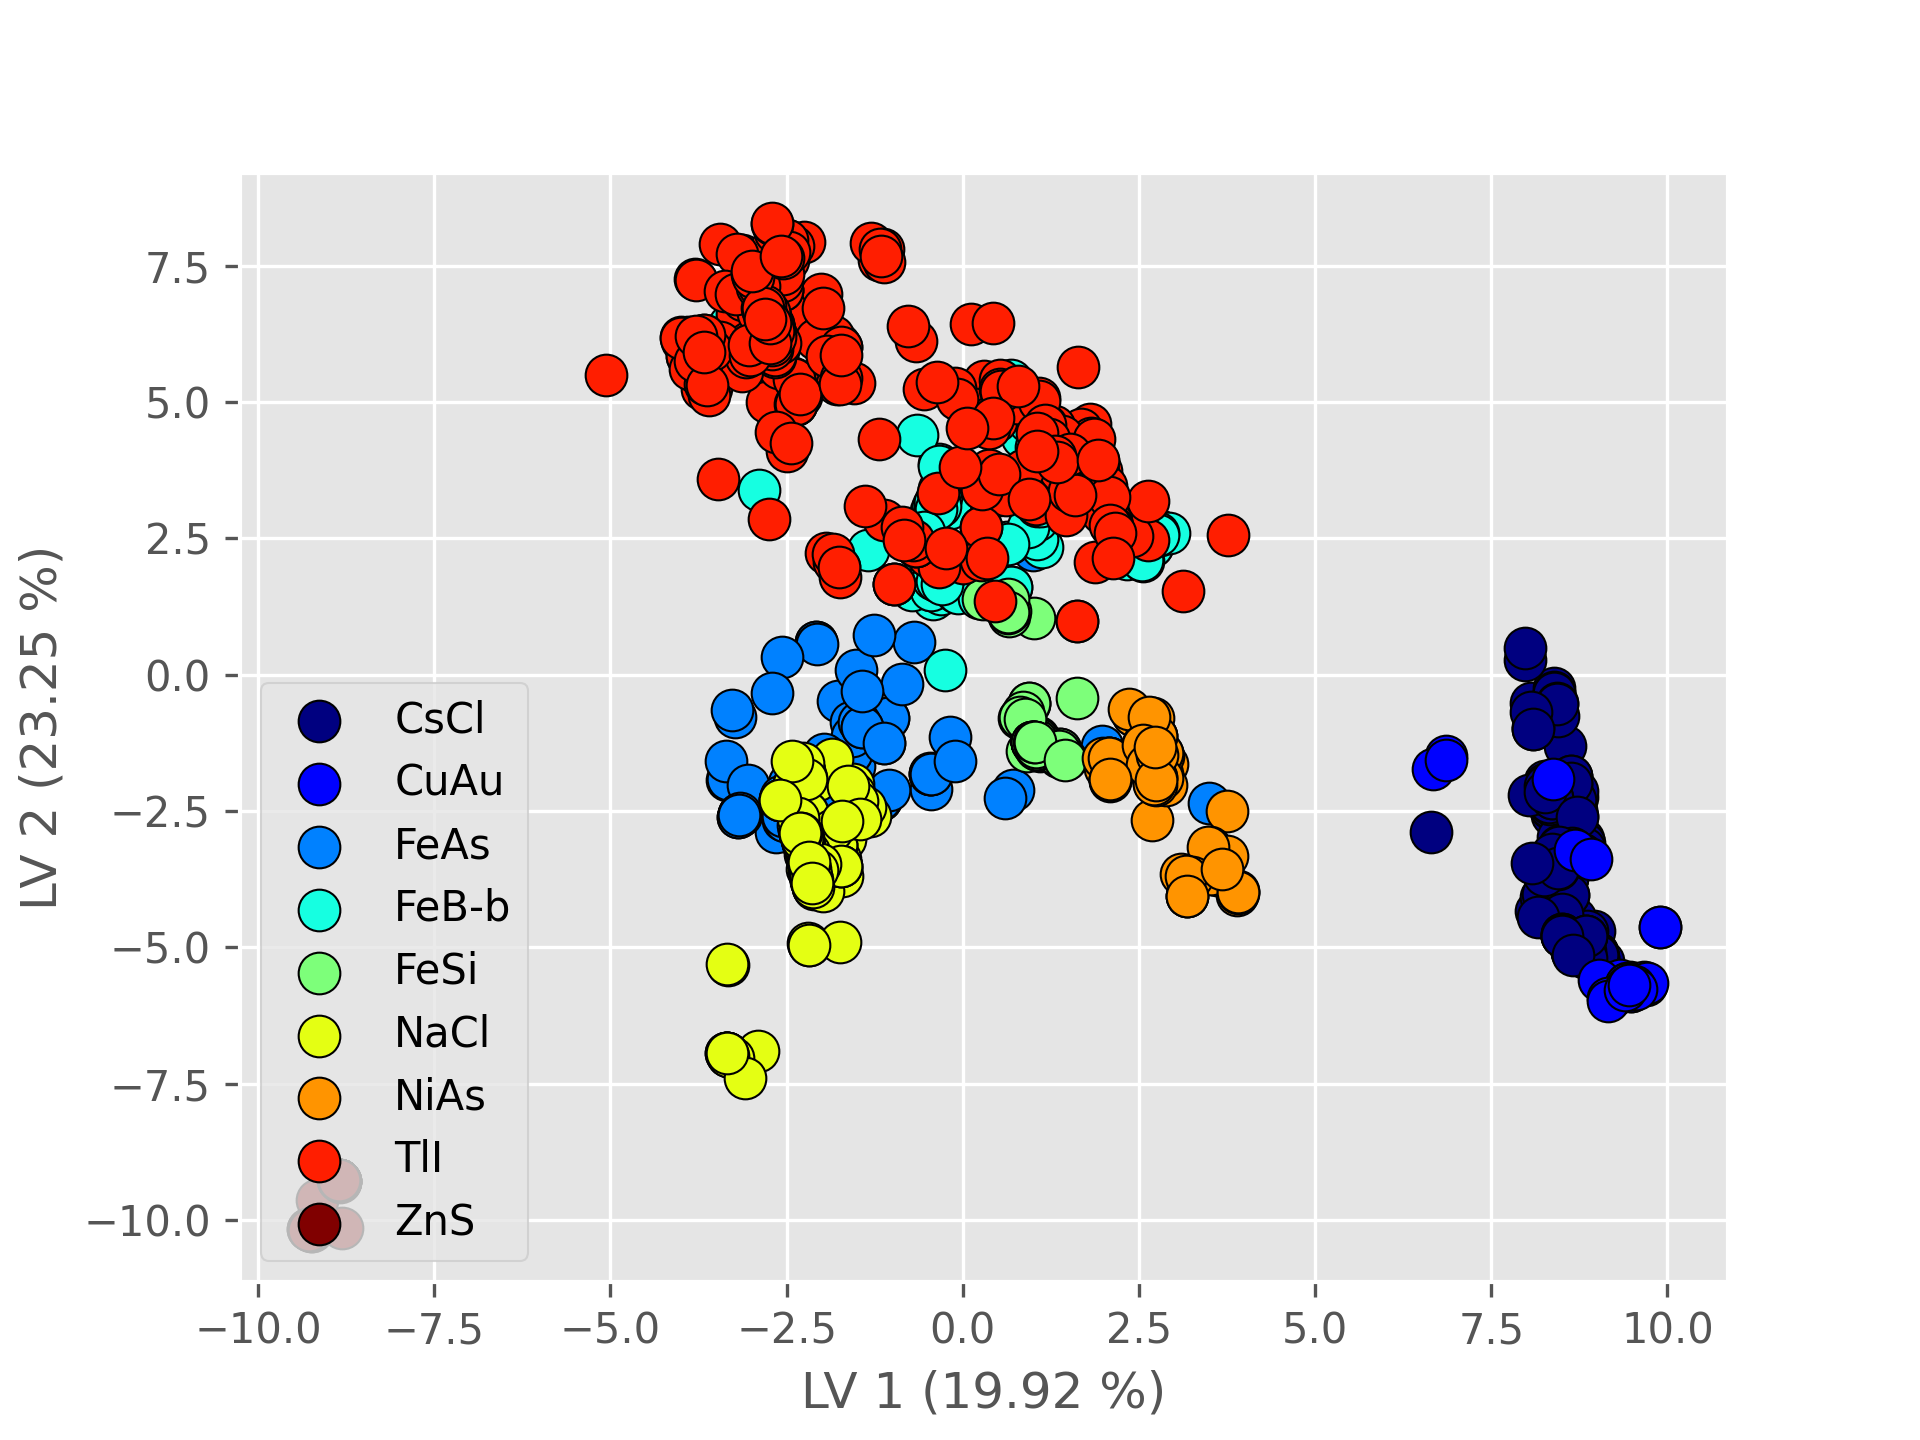 7.5
5.0
2.5
0.0
−2.5
−5.0
−7.5
−10.0
LV 2 (23.25 %)
CsCl
CuAu
FeAs
FeB-b
FeSi
NaCl
NiAs
TlI
ZnS
−10.0 −7.5 −5.0 −2.5 0.0 2.5 5.0 7.5 10.0
LV 1 (19.92 %)